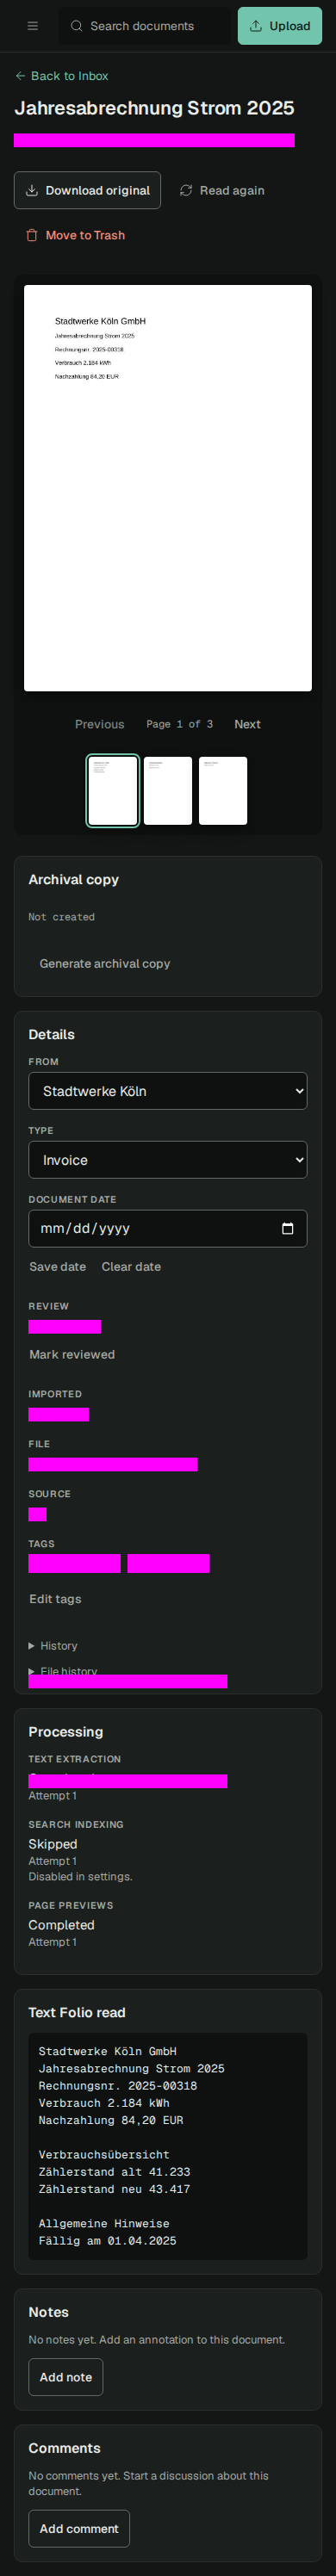 Search documents
Upload
Back to Inbox
Jahresabrechnung Strom 2025
Download original
Read again
Move to Trash
Stadtwerke Köln GmbH
Jahresabrechnung Strom 2025
Rechnungsnr. 2025-00318
Verbrauch 2.184 kWh
Nachzahlung 84,20 EUR
Previous
Page 1 of 3
Next
Archival copy
Not created
Generate archival copy
Details
FROM
Stadtwerke Köln
TYPE
Invoice
DOCUMENT DATE
mm/dd/yyyy
Save date
Clear date
REVIEW
Mark reviewed
IMPORTED
FILE
SOURCE
TAGS
Edit tags
History
File history
Processing
TEXT EXTRACTION
Attempt 1
SEARCH INDEXING
Skipped
Attempt 1
Disabled in settings.
PAGE PREVIEWS
Completed
Attempt 1
Text Folio read
Stadtwerke Köln GmbH
Jahresabrechnung Strom 2025
Rechnungsnr. 2025-00318
Verbrauch 2.184 kWh
Nachzahlung 84,20 EUR
Verbrauchsübersicht
Zählerstand alt 41.233
Zählerstand neu 43.417
Allgemeine Hinweise
Fällig am 01.04.2025
Notes
No notes yet. Add an annotation to this document.
Add note
Comments
No comments yet. Start a discussion about this
document.
Add comment